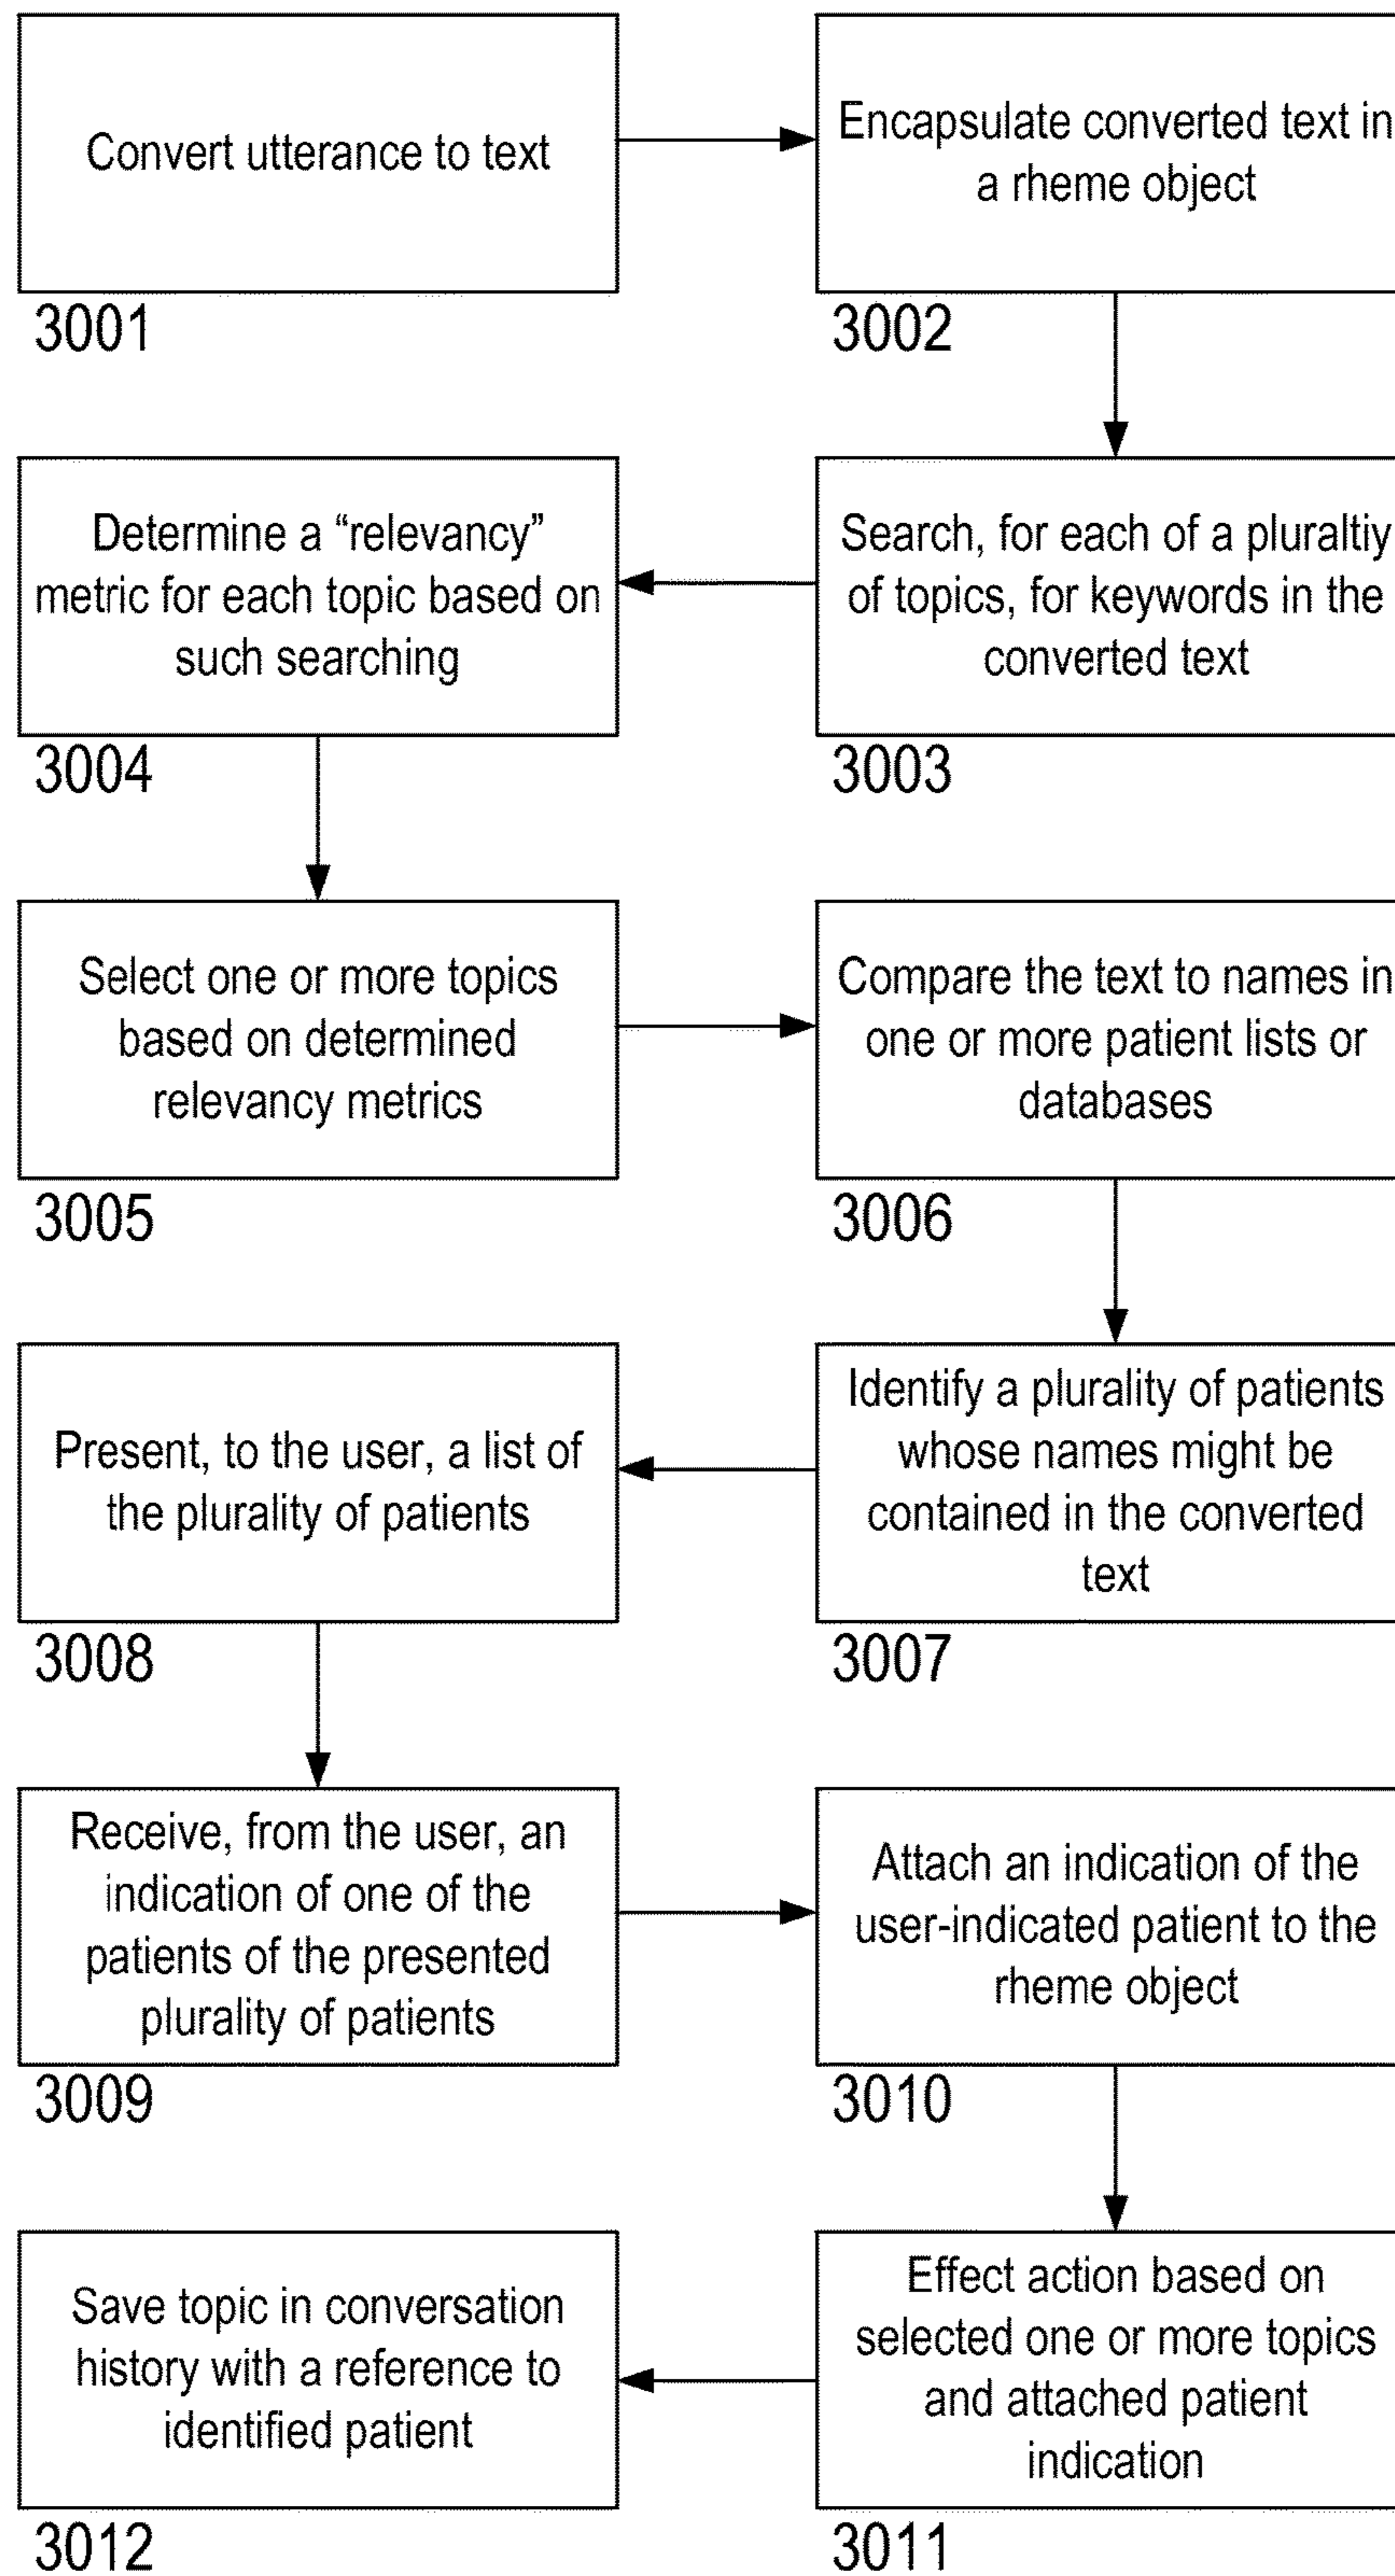 Convert utterance to text
3001
Encapsulate converted text in
a rheme object
3002
Search, for each of a pluraltiy
of topics, for keywords in the
converted text
3003
Determine a “relevancy”
metric for each topic based on
such searching
3004
Select one or more topics
based on determined
relevancy metrics
3005
Compare the text to names in
one or more patient lists or
databases
3006
Identify a plurality of patients
whose names might be
contained in the converted
text
3007
Present, to the user, a list of
the plurality of patients
3008
Receive, from the user, an
indication of one of the
patients of the presented
plurality of patients
3009
Attach an indication of the
user-indicated patient to the
rheme object
3010
Effect action based on
selected one or more topics
and attached patient
indication
3011
Save topic in conversation
history with a reference to
identified patient
3012